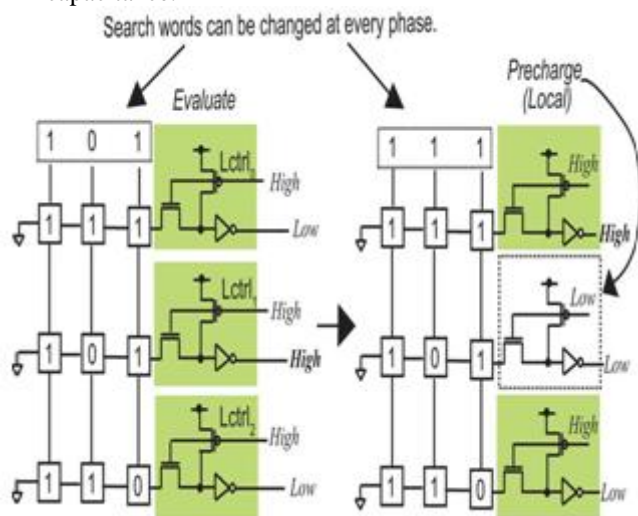 Search words can be changed at every phase.
Evaluate
Precharge
(Local)
1 0 1
Lctrl
High
1 1 1
Low
Lctrl1
High
1 0 1
High
Lctrl2
High
1 1 0
Low
1 1 1
High
1 1 1
High
Low
1 0 1
Low
High
1 1 0
Low